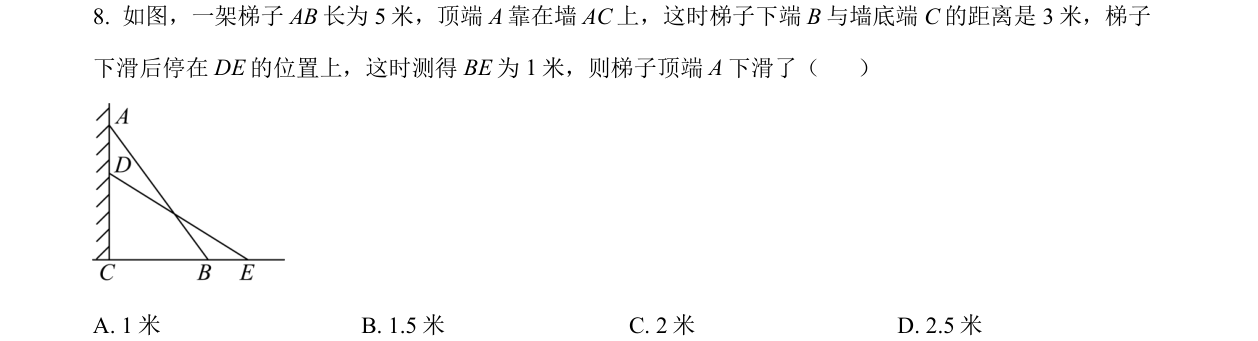 8. 如图，一架梯子 AB 长为 5 米，顶端 A 靠在墙 AC 上，这时梯子下端 B 与墙底端 C 的距离是 3 米，梯子
下滑后停在 DE 的位置上，这时测得 BE 为 1 米，则梯子顶端 A 下滑了（　　）
A
D
C B E
A. 1 米 B. 1.5 米 C. 2 米 D. 2.5 米